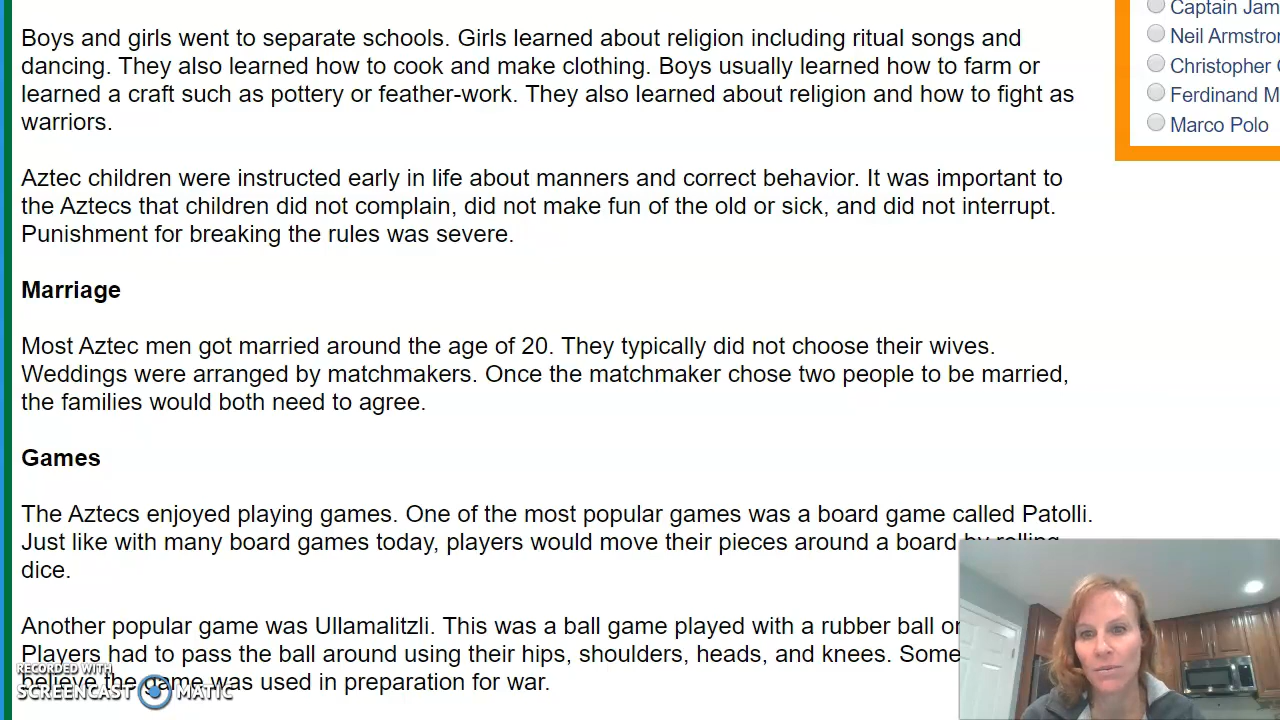 Boys and girls went to separate schools. Girls learned about religion including ritual songs and
dancing. They also learned how to cook and make clothing. Boys usually learned how to farm or
learned a craft such as pottery or feather-work. They also learned about religion and how to fight as
warriors.
Aztec children were instructed early in life about manners and correct behavior. It was important to
the Aztecs that children did not complain, did not make fun of the old or sick, and did not interrupt.
Punishment for breaking the rules was severe.
Marriage
Most Aztec men got married around the age of 20. They typically did not choose their wives.
Weddings were arranged by matchmakers. Once the matchmaker chose two people to be married,
the families would both need to agree.
Games
The Aztecs enjoyed playing games. One of the most popular games was a board game called Patolli.
Just like with many board games today, players would move their pieces around a board by rolling
dice.
Another popular game was Ullamalitzli. This was a ball game played with a rubber ball
Players had to pass the ball around using their hips, shoulders, heads, and knees. Some
believe the game was used in preparation for war.
Captain Jam
Neil Armstro
Christopher
Ferdinand M
Marco Polo
RECORDED WITH
SCREENCAST MATIC